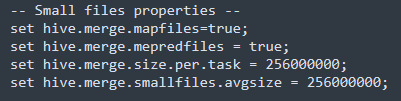 -- Small files properties --
set hive.merge.mapfiles=true;
set hive.merge.mepredfiles = true;
set hive.merge.size.per.task = 256000000;
set hive.merge.smallfiles.avgsize = 256000000;